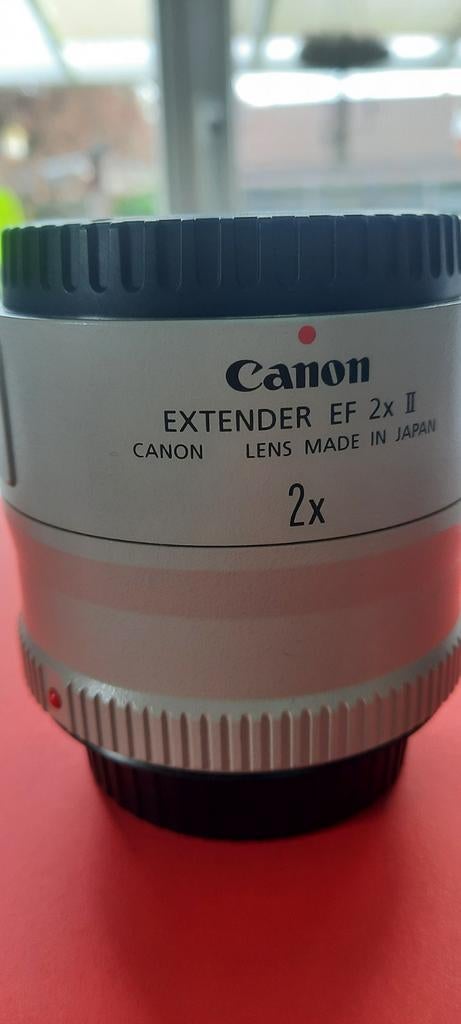 Canon
EXTENDER EF 2x II
CANON LENS MADE IN JAPAN
2x